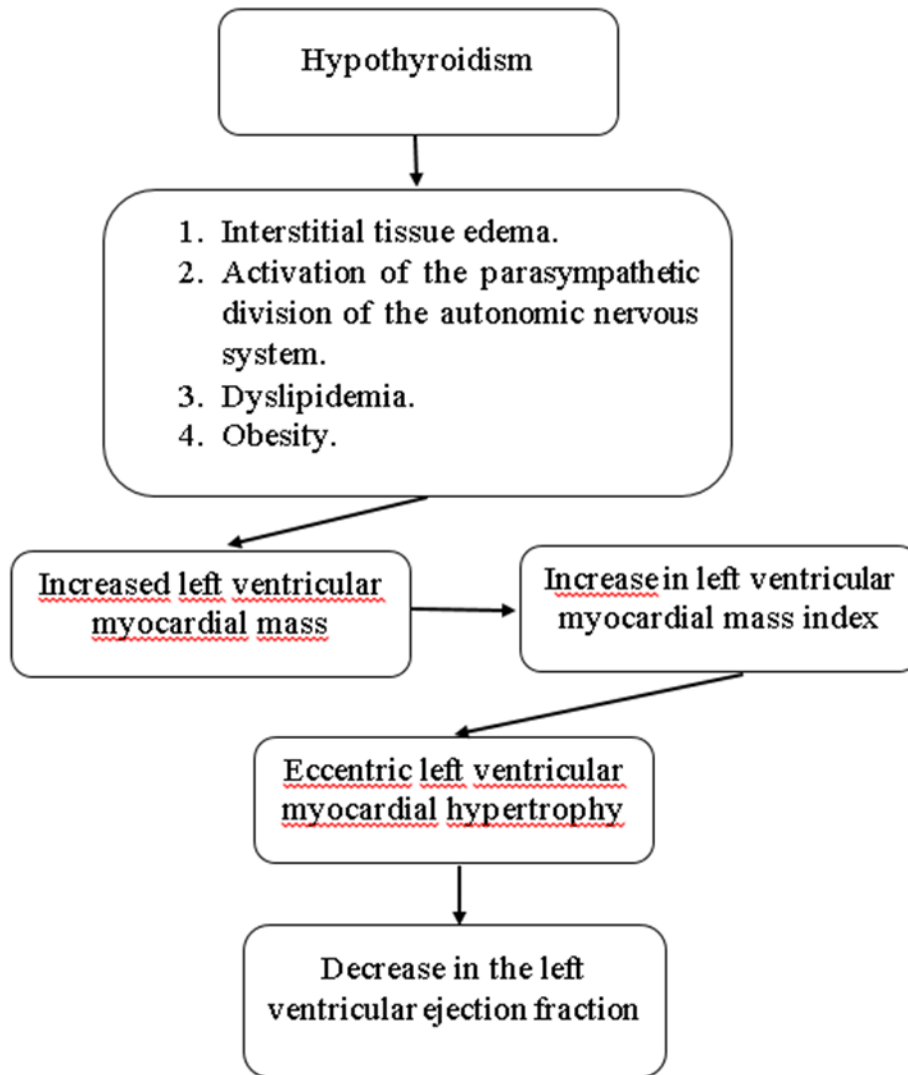 Hypothyroidism
1. Interstitial tissue edema.
2. Activation of the parasympathetic
division of the autonomic nervous
system.
3. Dyslipidemia.
4. Obesity.
Increased left ventricular
myocardial mass
Increase in left ventricular
myocardial mass index
Eccentric left ventricular
myocardial hypertrophy
Decrease in the left
ventricular ejection fraction